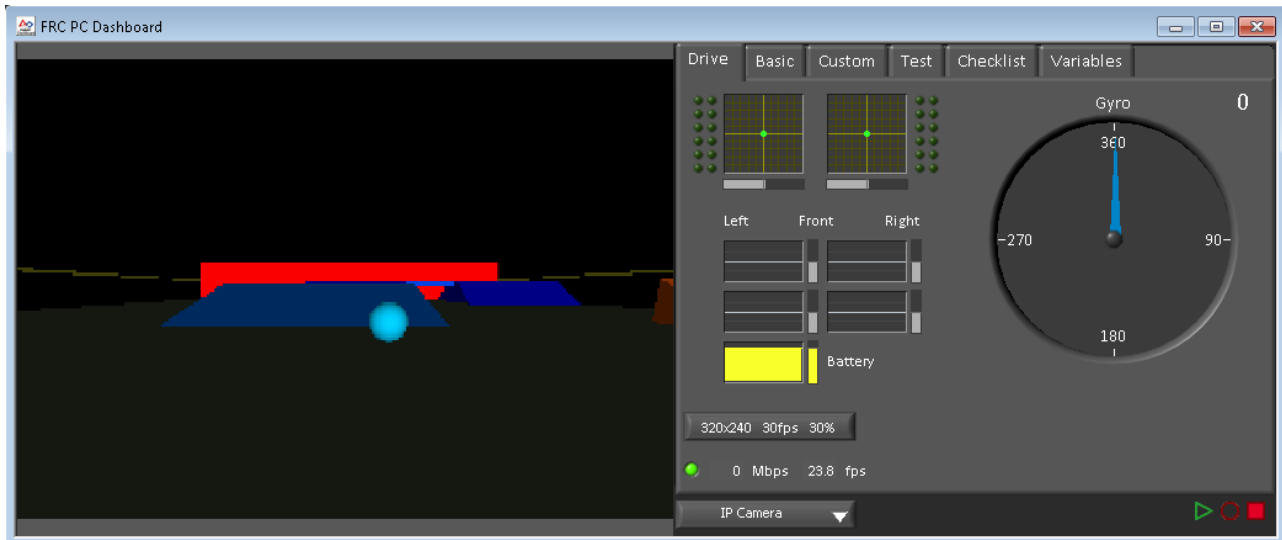 FRC PC Dashboard
Drive Basic Custom Test Checklist Variables
Gyro 0
360
Left Front Right
-270 90-
180
Battery
320x240 30fps 30%
0 Mbps 23.8 fps
IP Camera